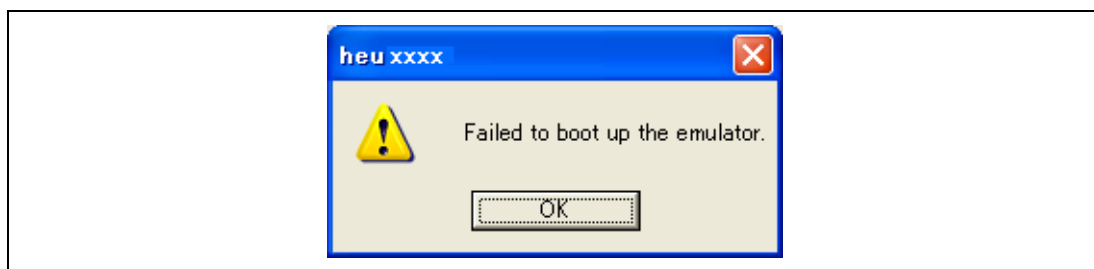 heu xxxx
Failed to boot up the emulator.
OK